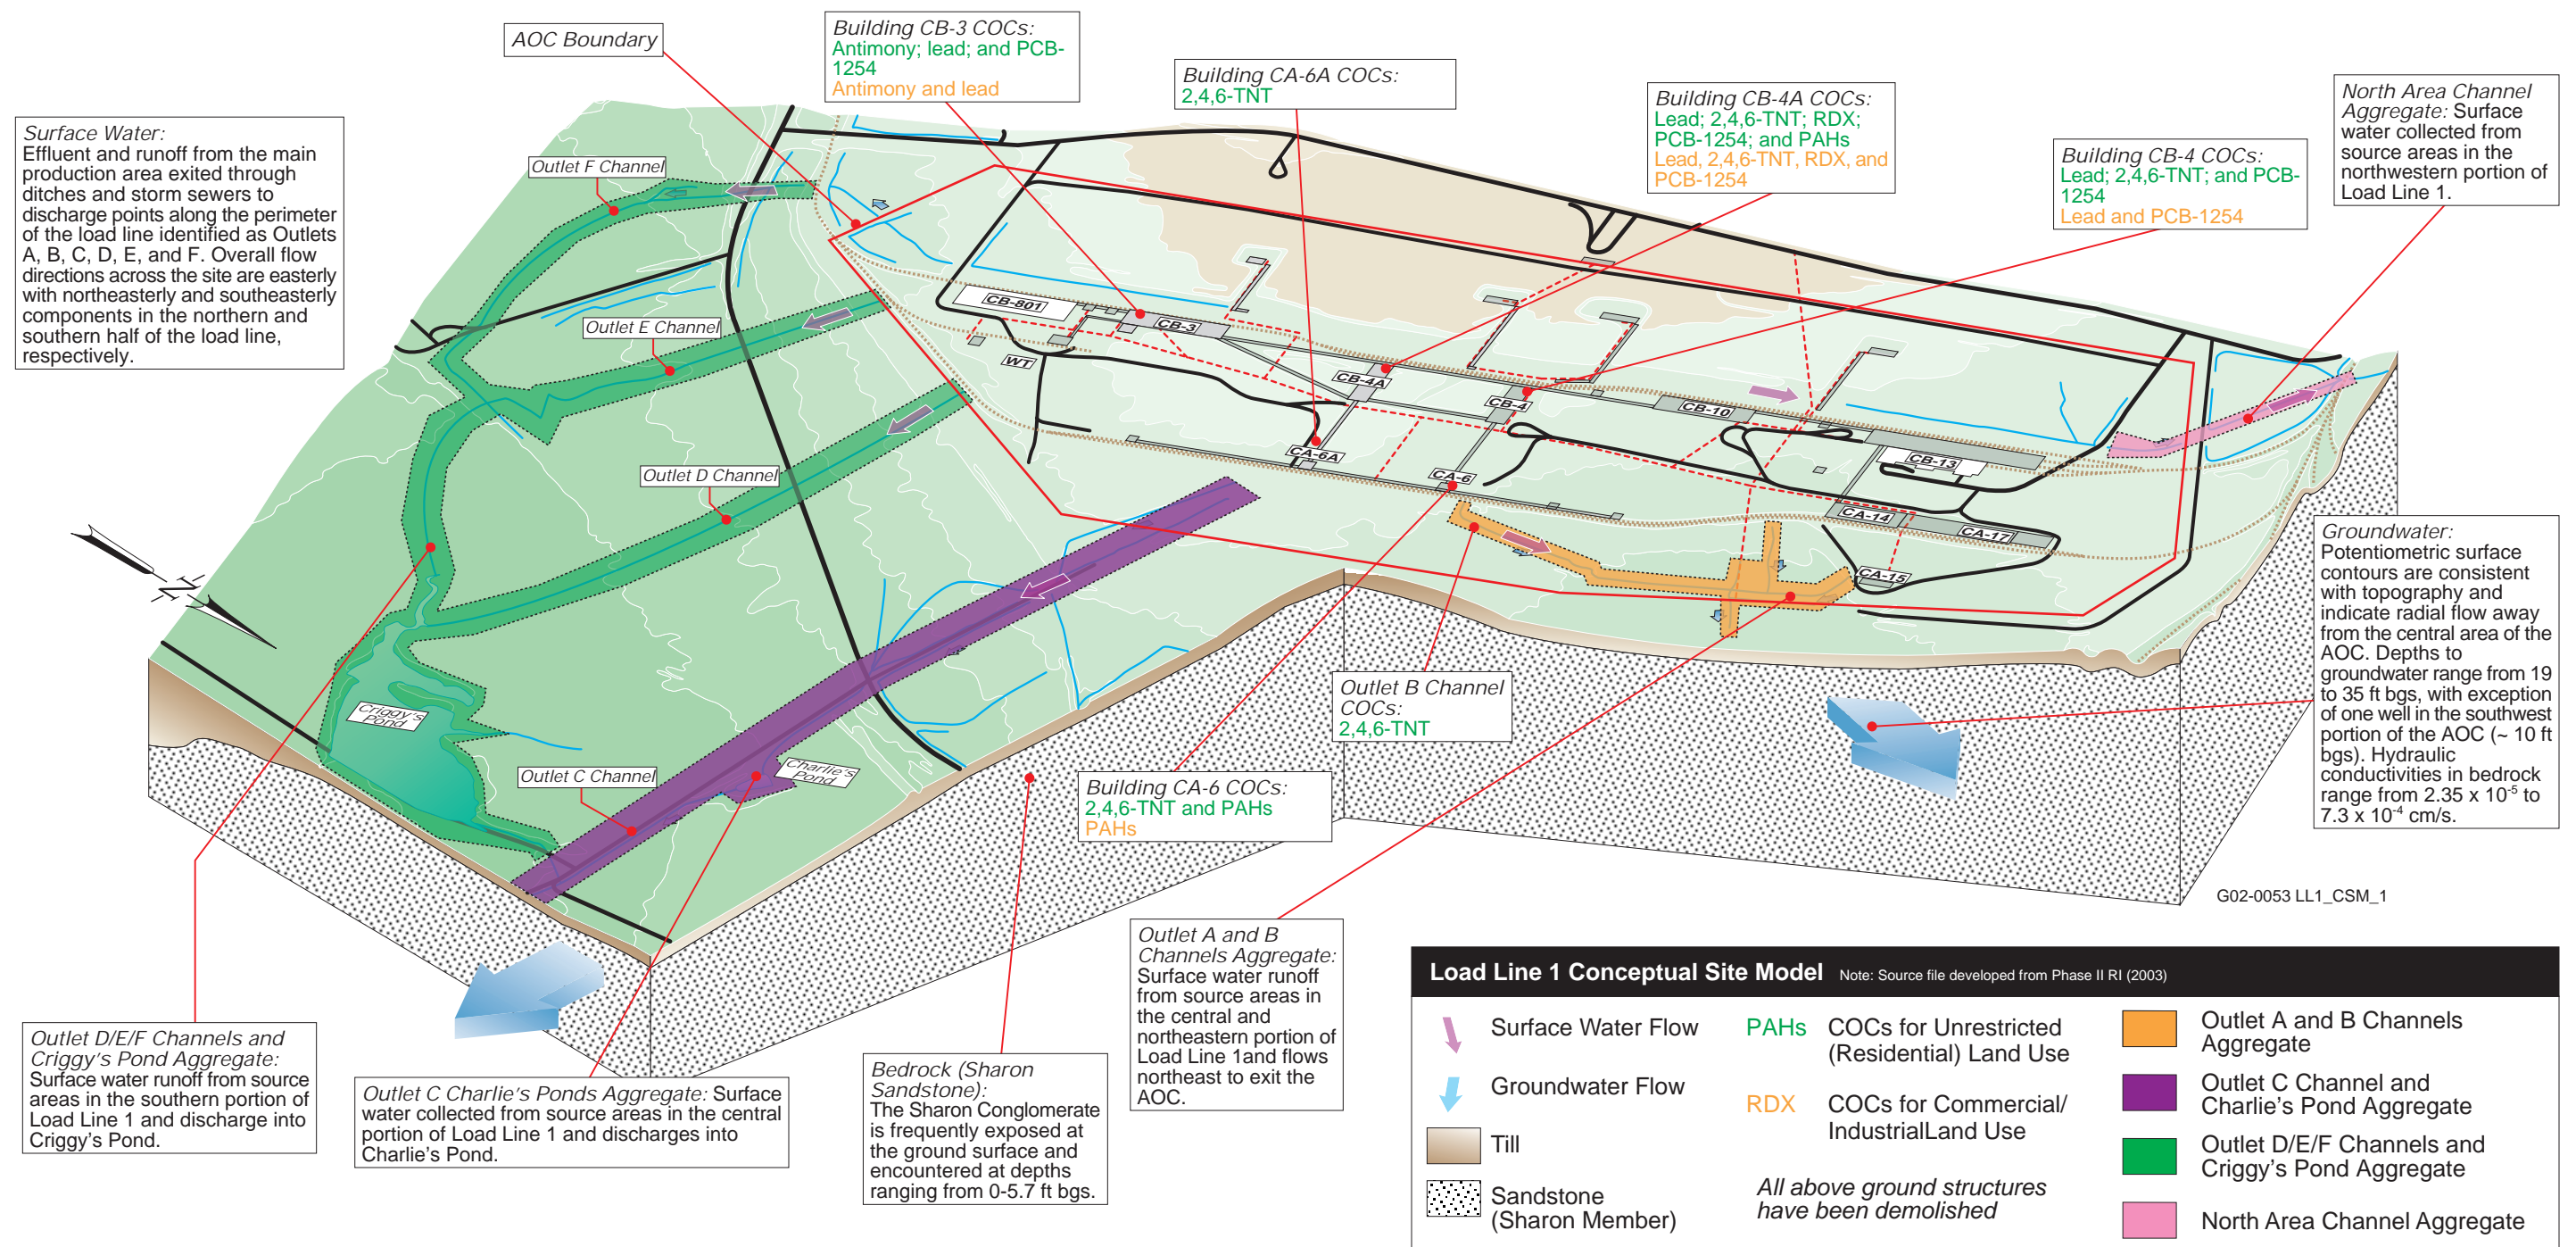 AOC Boundary
Building CB-3 COCs:
Antimony; lead; and PCB-
1254
Antimony and lead
Building CA-6A COCs:
2,4,6-TNT
Building CB-4A COCs:
Lead; 2,4,6-TNT; RDX;
PCB-1254; and PAHs
Lead, 2,4,6-TNT, RDX, and
PCB-1254
Building CB-4 COCs:
Lead; 2,4,6-TNT; and PCB-
1254
Lead and PCB-1254
North Area Channel
Aggregate: Surface
water collected from
source areas in the
northwestern portion of
Load Line 1.
Surface Water:
Effluent and runoff from the main
production area exited through
ditches and storm sewers to
discharge points along the perimeter
of the load line identified as Outlets
A, B, C, D, E, and F. Overall flow
directions across the site are easterly
with northeasterly and southeasterly
components in the northern and
southern half of the load line,
respectively.
Outlet F Channel
Outlet E Channel
Outlet D Channel
Outlet C Channel
CB-801
CB-3
WT
CB-4A
CB-4
CB-10
CA-6A
CA-6
CB-13
CA-14
CA-17
CA-15
N
Criggy's
Pond
Charlie's
Pond
Groundwater:
Potentiometric surface
contours are consistent
with topography and
indicate radial flow away
from the central area of the
AOC. Depths to
groundwater range from 19
to 35 ft bgs, with exception
of one well in the southwest
portion of the AOC (~ 10 ft
bgs). Hydraulic
conductivities in bedrock
range from 2.35 x 10⁻⁵ to
7.3 x 10⁻⁴ cm/s.
Outlet B Channel
COCs:
2,4,6-TNT
Building CA-6 COCs:
2,4,6-TNT and PAHs
PAHs
G02-0053 LL1_CSM_1
Outlet D/E/F Channels and
Criggy's Pond Aggregate:
Surface water runoff from source
areas in the southern portion of
Load Line 1 and discharge into
Criggy's Pond.
Outlet C Charlie's Ponds Aggregate: Surface
water collected from source areas in the central
portion of Load Line 1 and discharges into
Charlie's Pond.
Bedrock (Sharon
Sandstone):
The Sharon Conglomerate
is frequently exposed at
the ground surface and
encountered at depths
ranging from 0-5.7 ft bgs.
Outlet A and B
Channels Aggregate:
Surface water runoff
from source areas in
the central and
northeastern portion of
Load Line 1and flows
northeast to exit the
AOC.
Load Line 1 Conceptual Site Model Note: Source file developed from Phase II RI (2003)
Surface Water Flow
Groundwater Flow
Till
Sandstone
(Sharon Member)
PAHs COCs for Unrestricted
(Residential) Land Use
RDX COCs for Commercial/
IndustrialLand Use
All above ground structures
have been demolished
Outlet A and B Channels
Aggregate
Outlet C Channel and
Charlie's Pond Aggregate
Outlet D/E/F Channels and
Criggy's Pond Aggregate
North Area Channel Aggregate